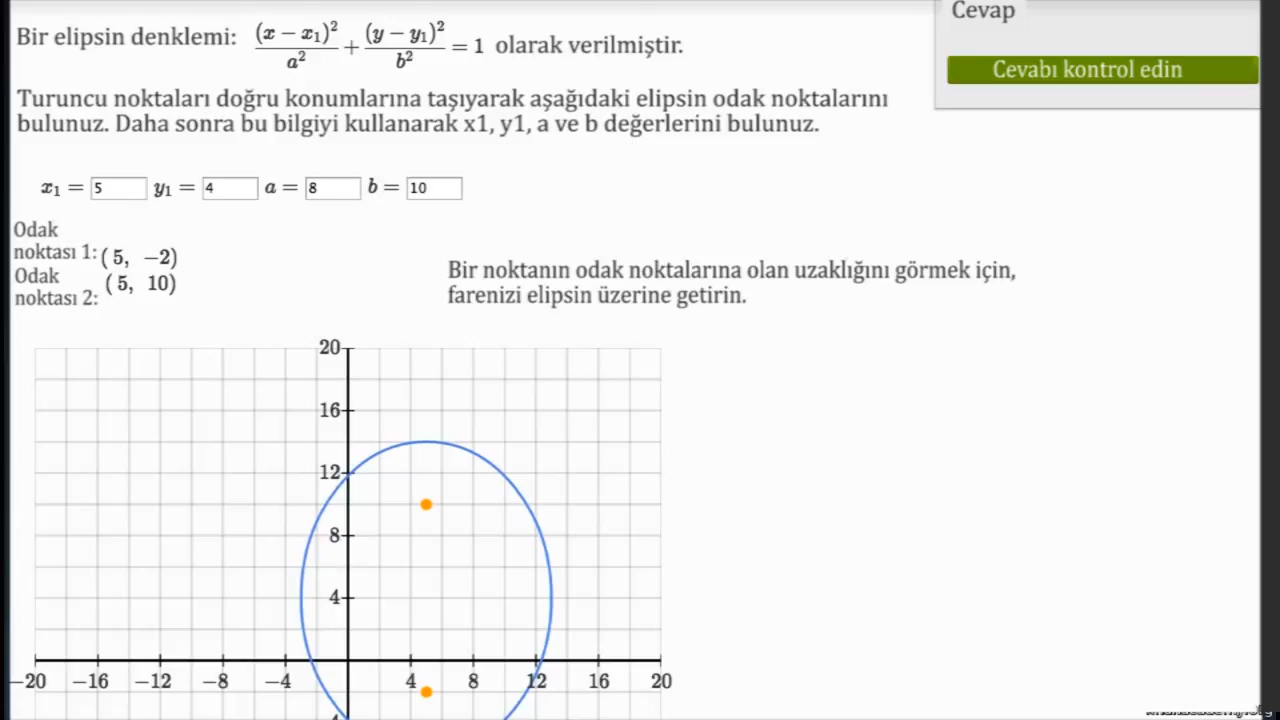 Cevap
Cevabı kontrol edin
Bir elipsin denklemi: (x − x₁)²/a² + (y − y₁)²/b² = 1 olarak verilmiştir.
Turuncu noktaları doğru konumlarına taşıyarak aşağıdaki elipsin odak noktalarını
bulunuz. Daha sonra bu bilgiyi kullanarak x1, y1, a ve b değerlerini bulunuz.
x₁ = 5 y₁ = 4 a = 8 b = 10
Odak
noktası 1: (5, −2)
Odak
noktası 2: (5, 10)
Bir noktanın odak noktalarına olan uzaklığını görmek için,
farenizi elipsin üzerine getirin.
20
16
12
8
4
−20 −16 −12 −8 −4 4 8 12 16 20